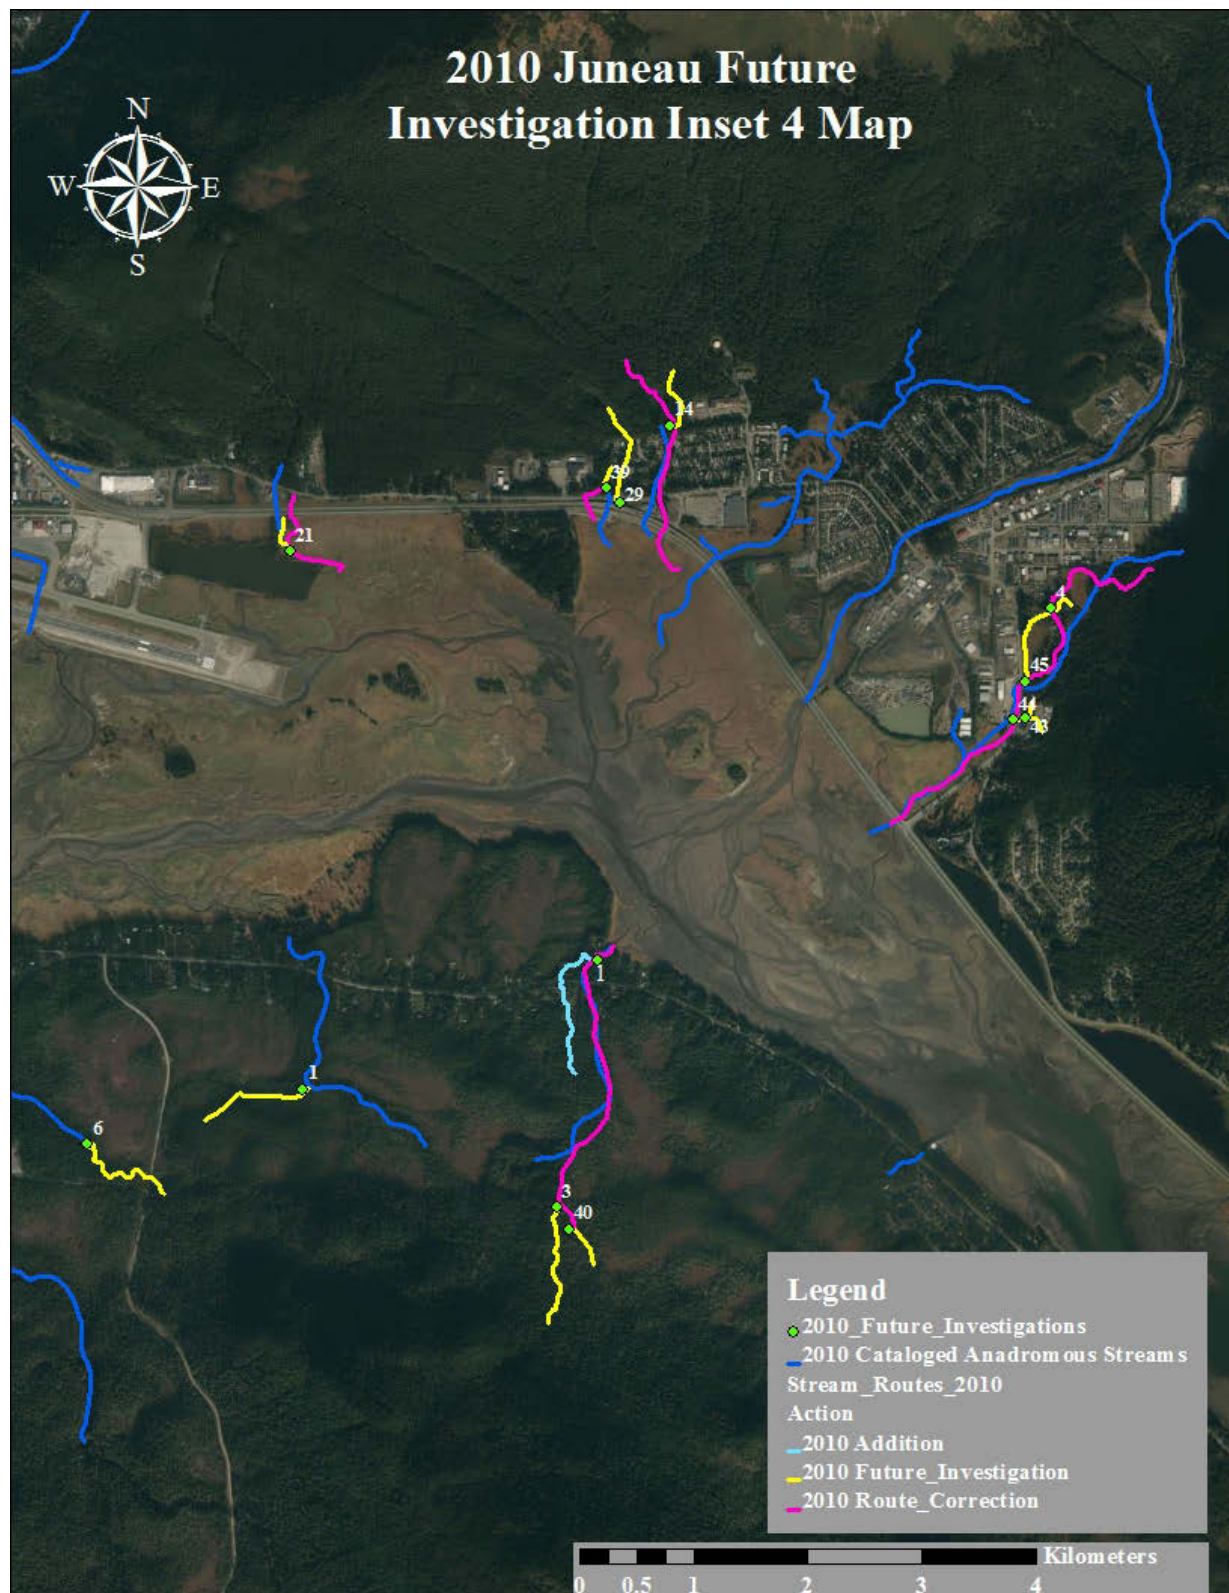 2010 Juneau Future
Investigation Inset 4 Map
N
W E
S
14
39
29
21
4
45
44
43
1
1
6
3
40
Legend
2010_Future_Investigations
2010 Cataloged Anadromous Streams
Stream_Routes_2010
Action
2010 Addition
2010 Future_Investigation
2010 Route_Correction
Kilometers
0 0.5 1 2 3 4